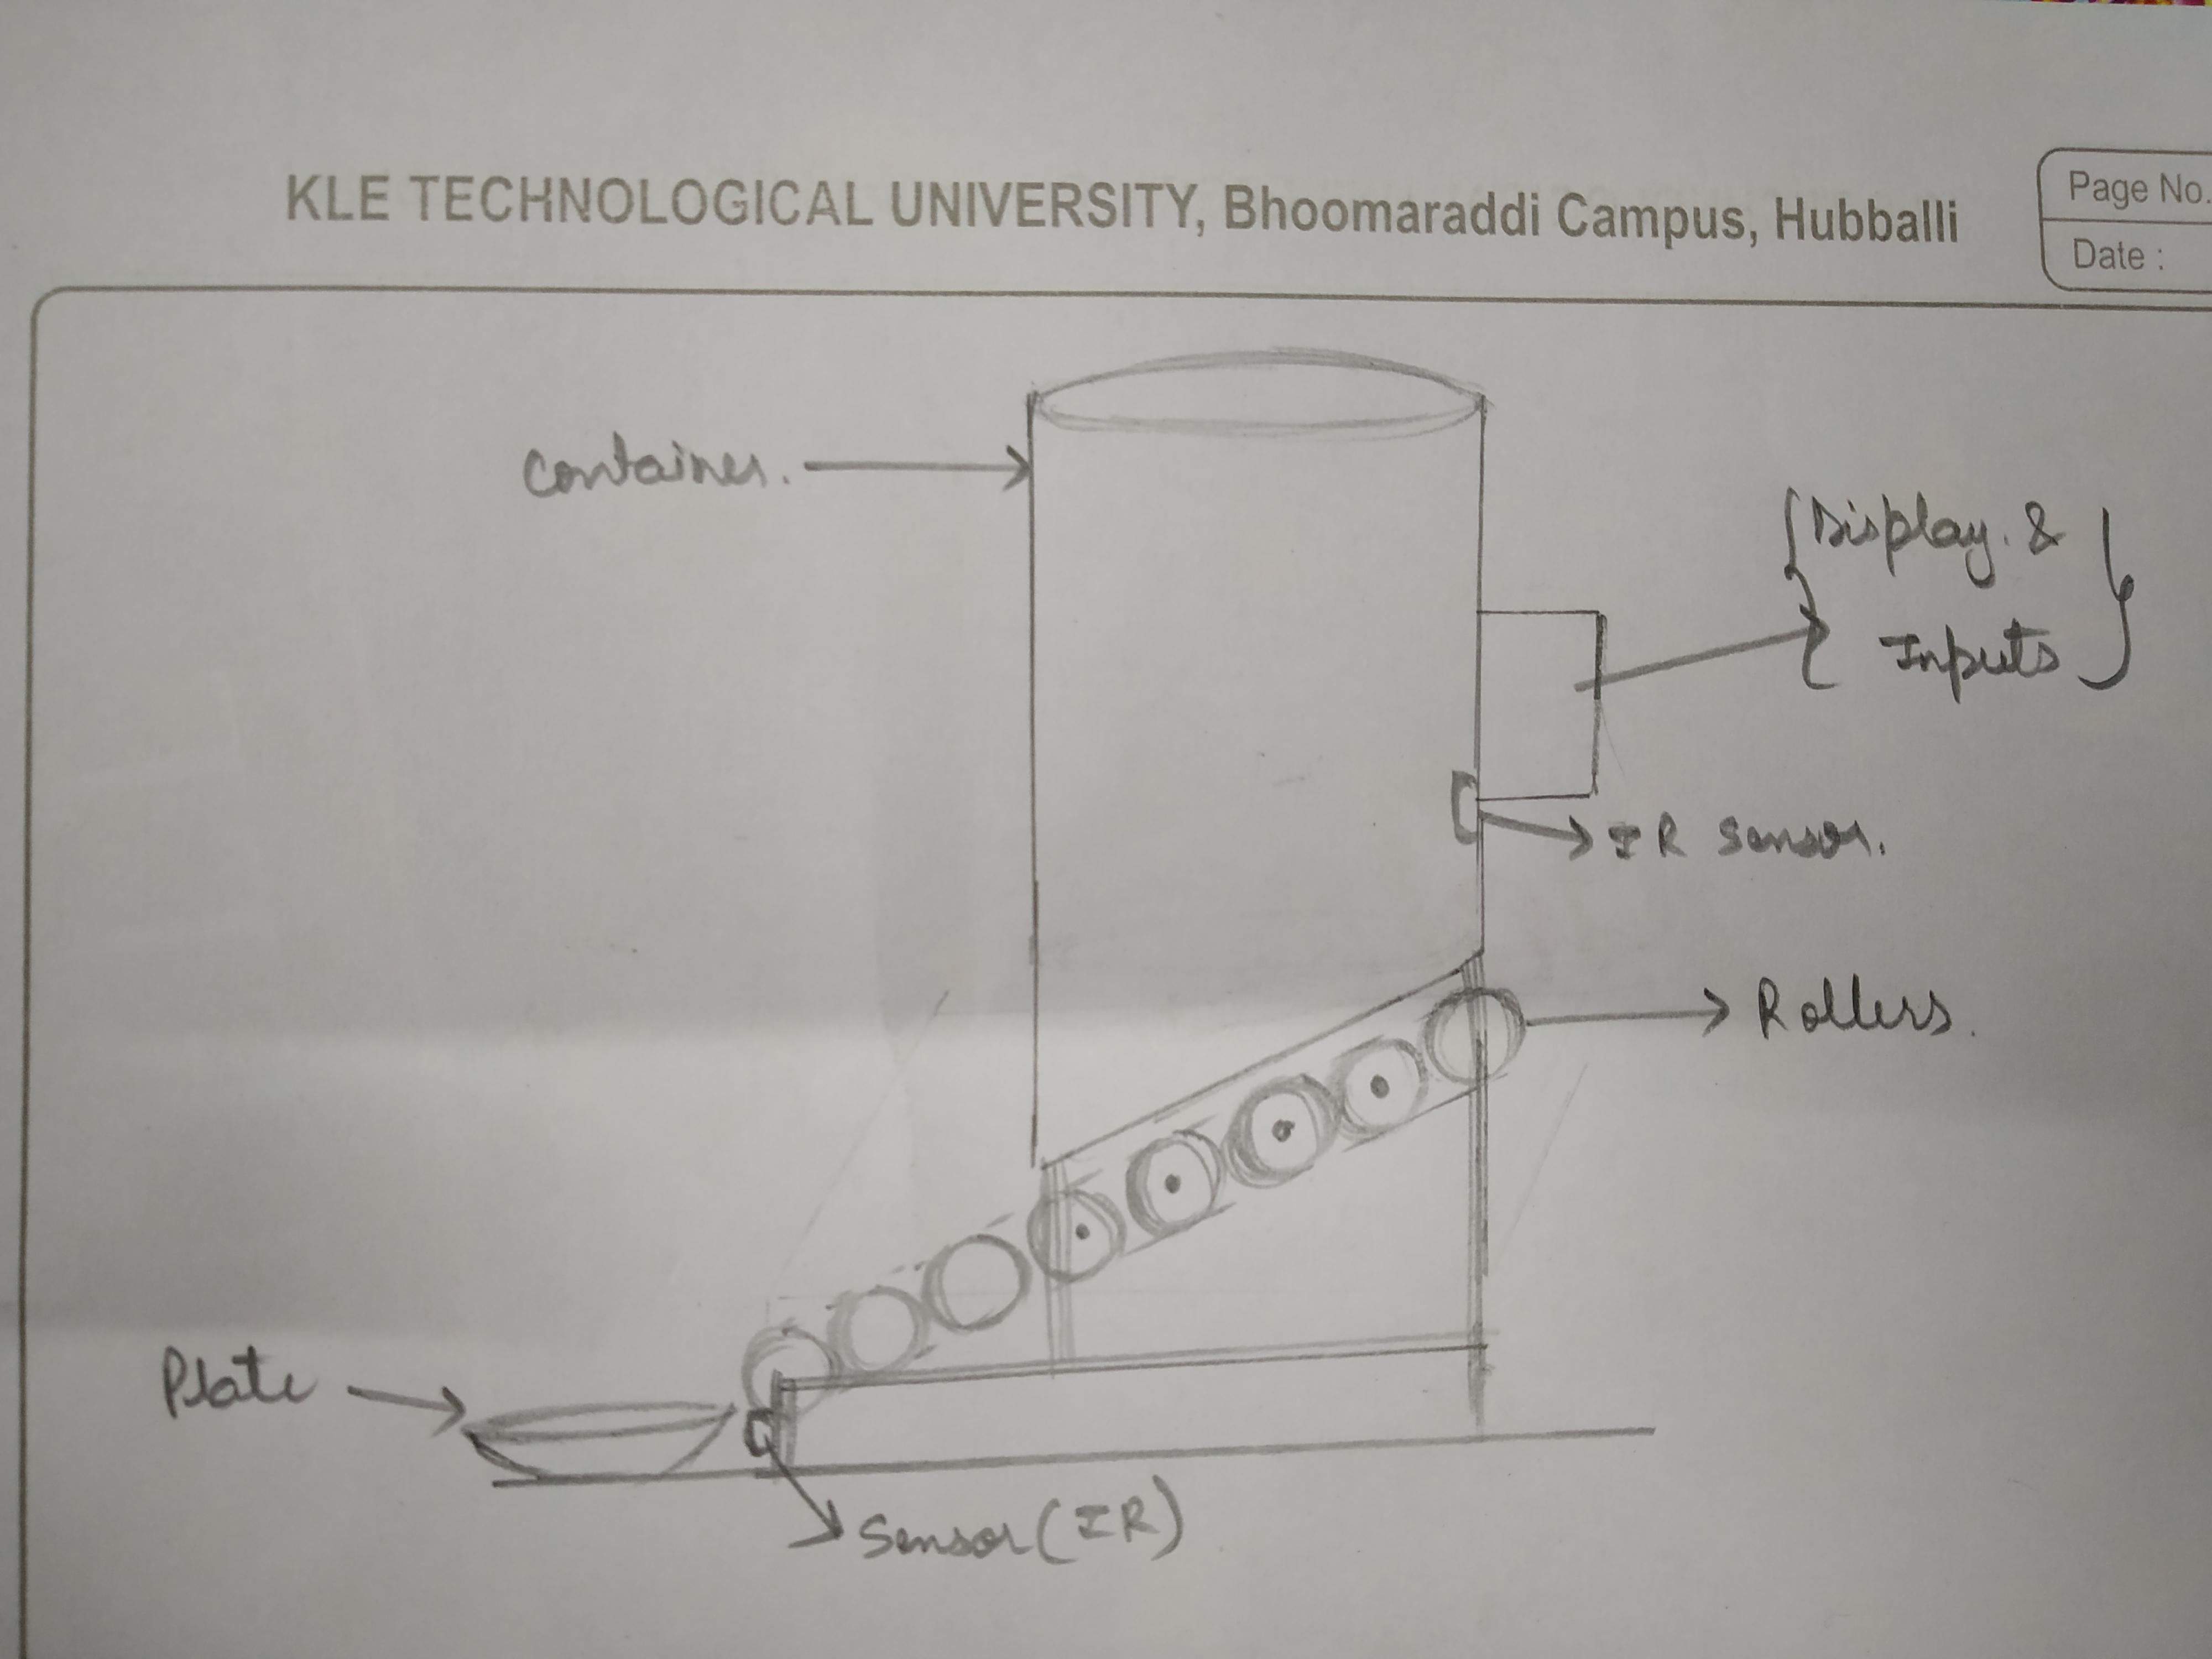 KLE TECHNOLOGICAL UNIVERSITY, Bhoomaraddi Campus, Hubballi
Page No.
Date :
Container.
Display. &
Inputs
IR Sensor.
Rollers.
Plate
Sensor (IR)